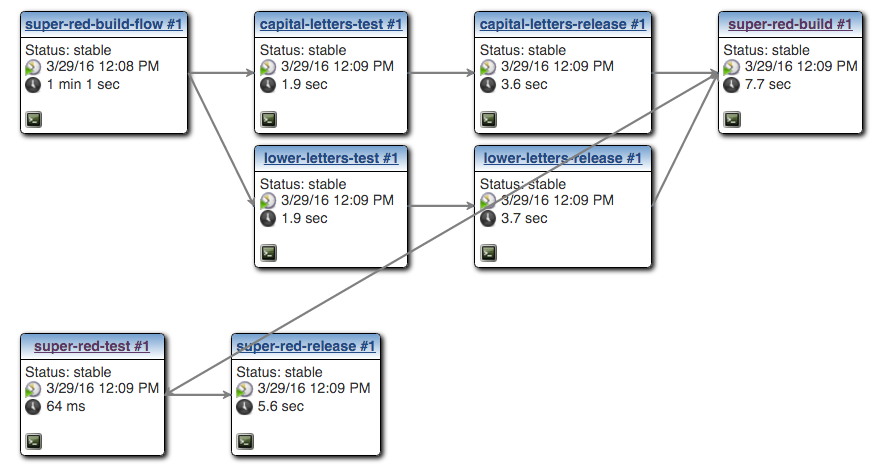 super-red-build-flow #1
Status: stable
3/29/16 12:08 PM
1 min 1 sec
capital-letters-test #1
Status: stable
3/29/16 12:09 PM
1.9 sec
capital-letters-release #1
Status: stable
3/29/16 12:09 PM
3.6 sec
super-red-build #1
Status: stable
3/29/16 12:09 PM
7.7 sec
lower-letters-test #1
Status: stable
3/29/16 12:09 PM
1.9 sec
lower-letters-release #1
Status: stable
3/29/16 12:09 PM
3.7 sec
super-red-test #1
Status: stable
3/29/16 12:09 PM
64 ms
super-red-release #1
Status: stable
3/29/16 12:09 PM
5.6 sec